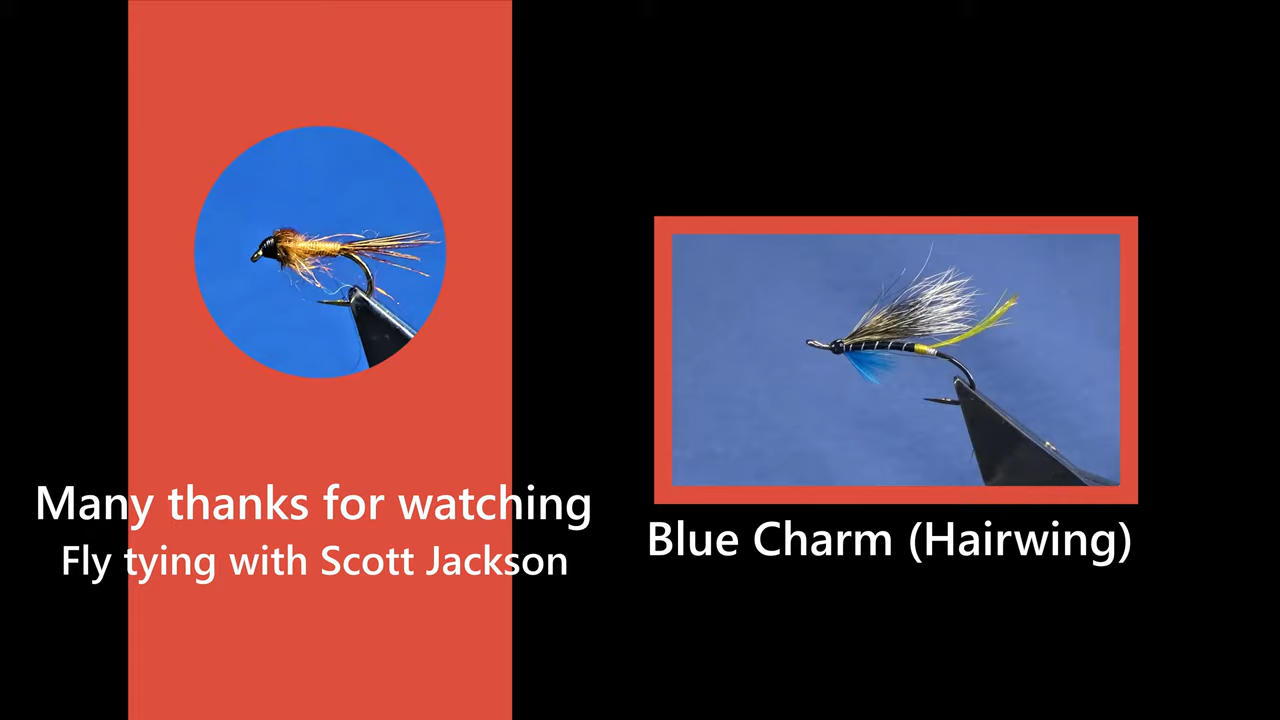 Many thanks for watching
Fly tying with Scott Jackson
Blue Charm (Hairwing)